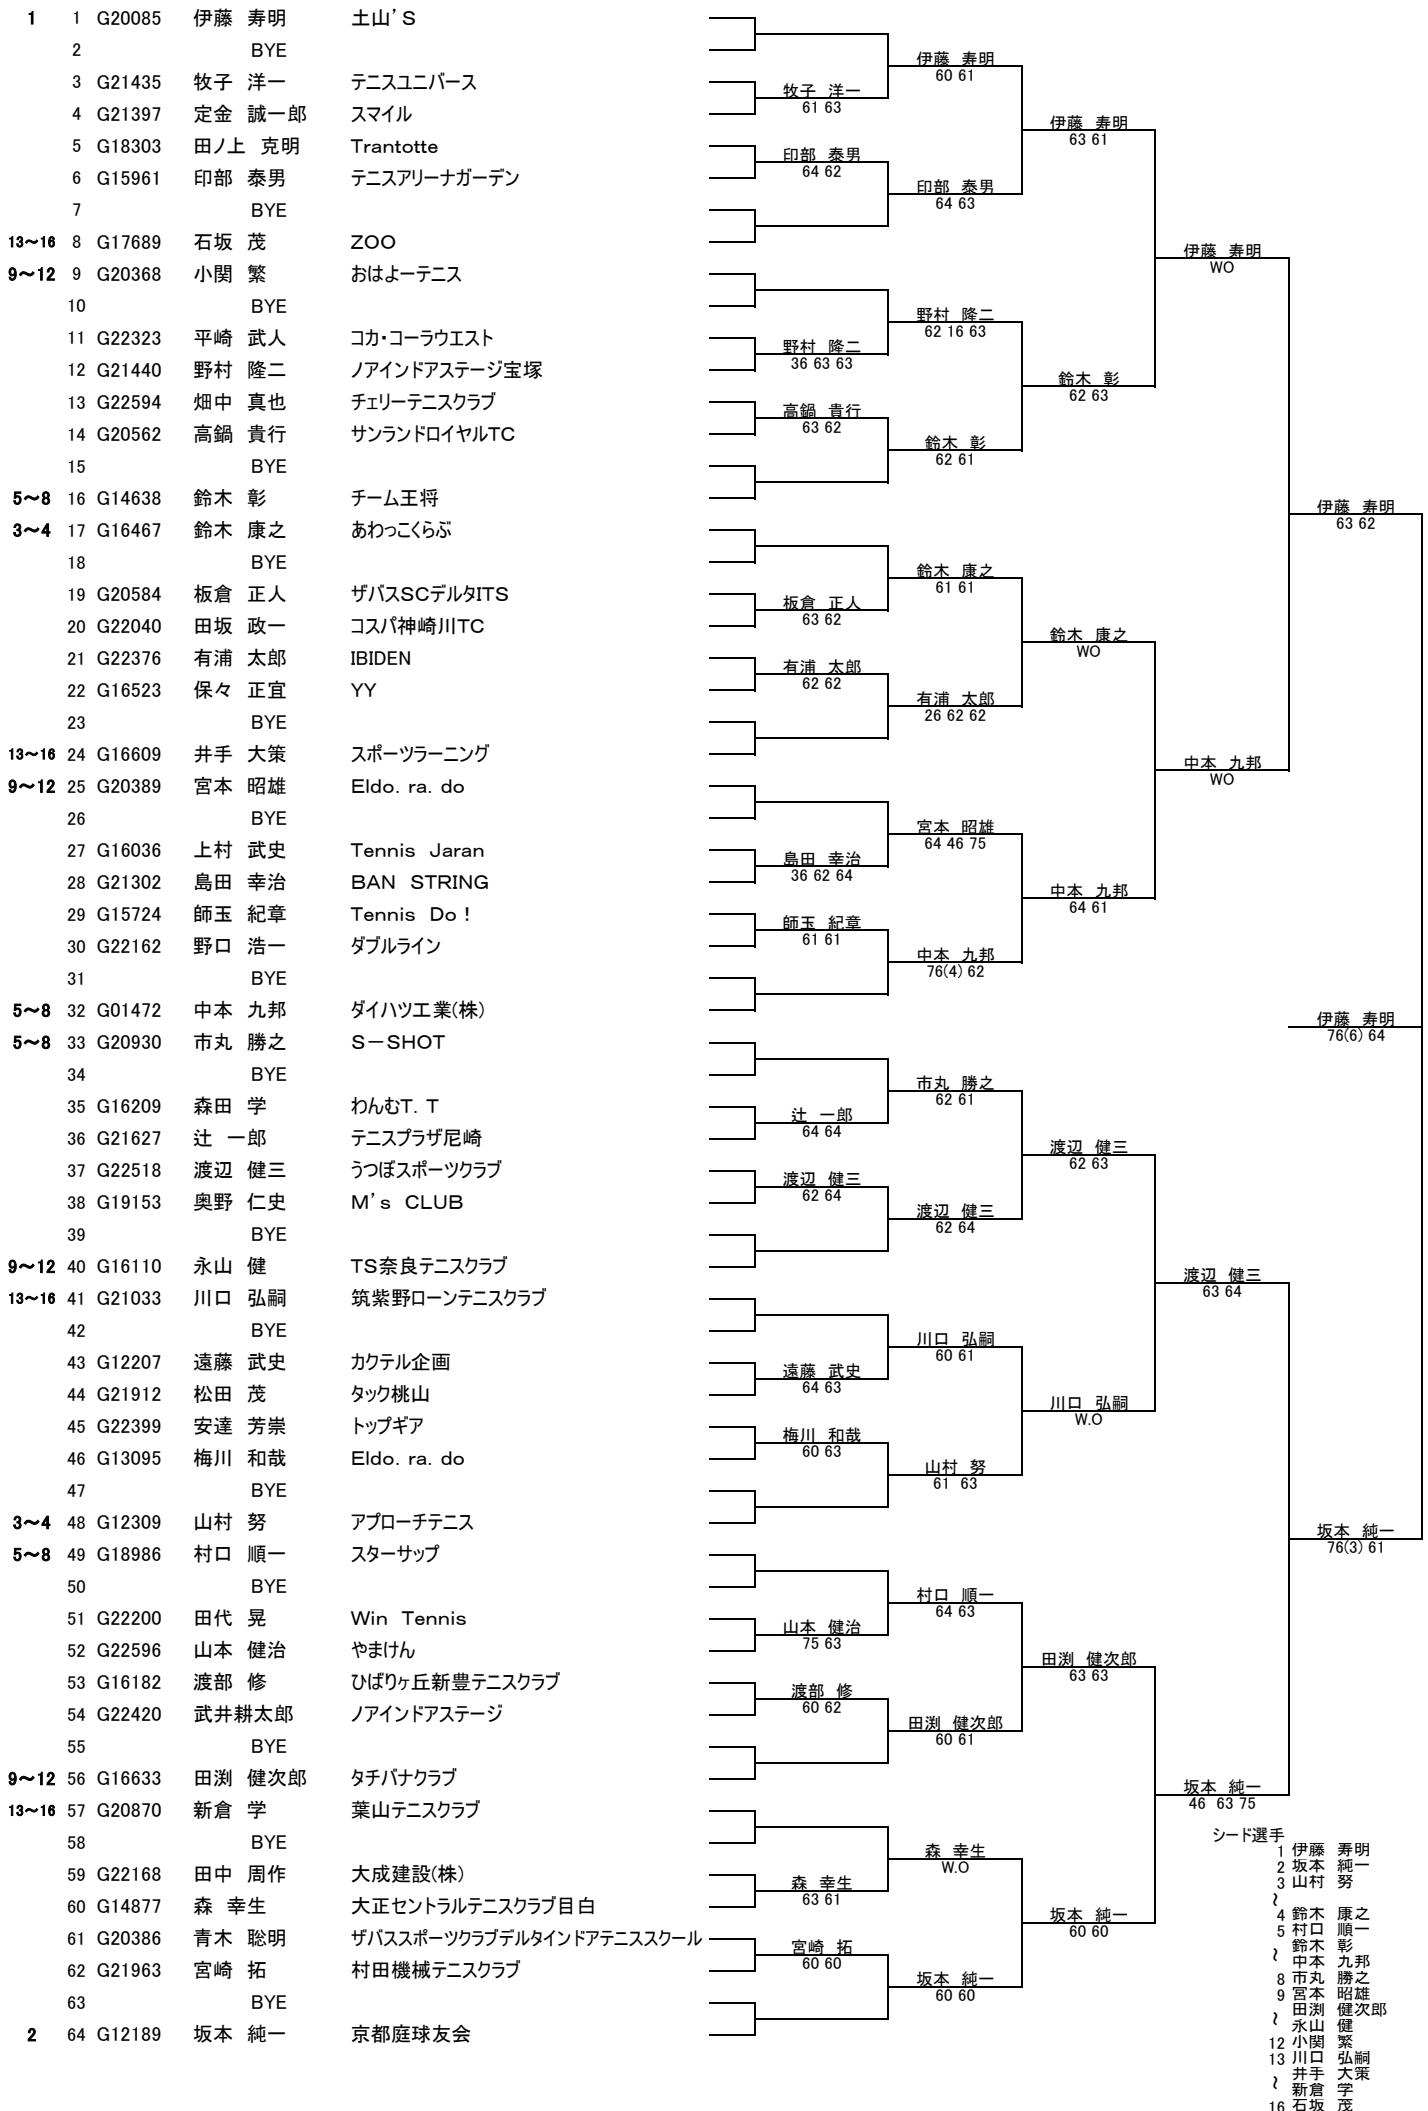 1 1 G20085 伊藤 寿明 土山’S
2 BYE
伊藤 寿明
60 61
3 G21435 牧子 洋一 テニスユニバース
牧子 洋一
61 63
4 G21397 定金 誠一郎 スマイル
伊藤 寿明
63 61
5 G18303 田ノ上 克明 Trantotte
印部 泰男
64 62
6 G15961 印部 泰男 テニスアリーナガーデン
印部 泰男
64 63
7 BYE
13～16 8 G17689 石坂 茂 ZOO
伊藤 寿明
WO
9～12 9 G20368 小関 繁 おはよーテニス
10 BYE
野村 隆二
62 16 63
11 G22323 平崎 武人 コカ・コーラウエスト
野村 隆二
36 63 63
12 G21440 野村 隆二 ノアインドアステージ宝塚
鈴木 彰
62 63
13 G22594 畑中 真也 チェリーテニスクラブ
高鍋 貴行
63 62
14 G20562 高鍋 貴行 サンランドロイヤルTC
鈴木 彰
62 61
15 BYE
5～8 16 G14638 鈴木 彰 チーム王将
伊藤 寿明
63 62
3～4 17 G16467 鈴木 康之 あわっこくらぶ
18 BYE
鈴木 康之
61 61
19 G20584 板倉 正人 ザバスSCデルタITS
板倉 正人
63 62
20 G22040 田坂 政一 コスパ神崎川TC
鈴木 康之
WO
21 G22376 有浦 太郎 IBIDEN
有浦 太郎
62 62
22 G16523 保々 正宜 YY
有浦 太郎
26 62 62
23 BYE
13～16 24 G16609 井手 大策 スポーツラーニング
中本 九邦
WO
9～12 25 G20389 宮本 昭雄 Eldo. ra. do
26 BYE
宮本 昭雄
64 46 75
27 G16036 上村 武史 Tennis Jaran
島田 幸治
36 62 64
28 G21302 島田 幸治 BAN STRING
中本 九邦
64 61
29 G15724 師玉 紀章 Tennis Do！
師玉 紀章
61 61
30 G22162 野口 浩一 ダブルライン
中本 九邦
76(4) 62
31 BYE
5～8 32 G01472 中本 九邦 ダイハツ工業(株)
伊藤 寿明
76(6) 64
5～8 33 G20930 市丸 勝之 S－SHOT
34 BYE
市丸 勝之
62 61
35 G16209 森田 学 わんむT. T
辻 一郎
64 64
36 G21627 辻 一郎 テニスプラザ尼崎
渡辺 健三
62 63
37 G22518 渡辺 健三 うつぼスポーツクラブ
渡辺 健三
62 64
38 G19153 奥野 仁史 M’s CLUB
渡辺 健三
62 64
39 BYE
9～12 40 G16110 永山 健 TS奈良テニスクラブ
渡辺 健三
63 64
13～16 41 G21033 川口 弘嗣 筑紫野ローンテニスクラブ
42 BYE
川口 弘嗣
60 61
43 G12207 遠藤 武史 カクテル企画
遠藤 武史
64 63
44 G21912 松田 茂 タック桃山
川口 弘嗣
W.O
45 G22399 安達 芳崇 トップギア
梅川 和哉
60 63
46 G13095 梅川 和哉 Eldo. ra. do
山村 努
61 63
47 BYE
3～4 48 G12309 山村 努 アプローチテニス
坂本 純一
76(3) 61
5～8 49 G18986 村口 順一 スターサップ
50 BYE
村口 順一
64 63
51 G22200 田代 晃 Win Tennis
山本 健治
75 63
52 G22596 山本 健治 やまけん
田渕 健次郎
63 63
53 G16182 渡部 修 ひばりヶ丘新豊テニスクラブ
渡部 修
60 62
54 G22420 武井耕太郎 ノアインドアステージ
田渕 健次郎
60 61
55 BYE
9～12 56 G16633 田渕 健次郎 タチバナクラブ
坂本 純一
46 63 75
13～16 57 G20870 新倉 学 葉山テニスクラブ
58 BYE
森 幸生
W.O
59 G22168 田中 周作 大成建設(株)
森 幸生
63 61
60 G14877 森 幸生 大正セントラルテニスクラブ目白
坂本 純一
60 60
61 G20386 青木 聡明 ザバススポーツクラブデルタインドアテニススクール
宮崎 拓
60 60
62 G21963 宮崎 拓 村田機械テニスクラブ
坂本 純一
60 60
63 BYE
2 64 G12189 坂本 純一 京都庭球友会
シード選手
1 伊藤 寿明
2 坂本 純一
3 山村 努
～
4 鈴木 康之
5 村口 順一
鈴木 彰
～ 中本 九邦
8 市丸 勝之
9 宮本 昭雄
田渕 健次郎
～ 永山 健
12 小関 繁
13 川口 弘嗣
井手 大策
～ 新倉 学
16 石坂 茂